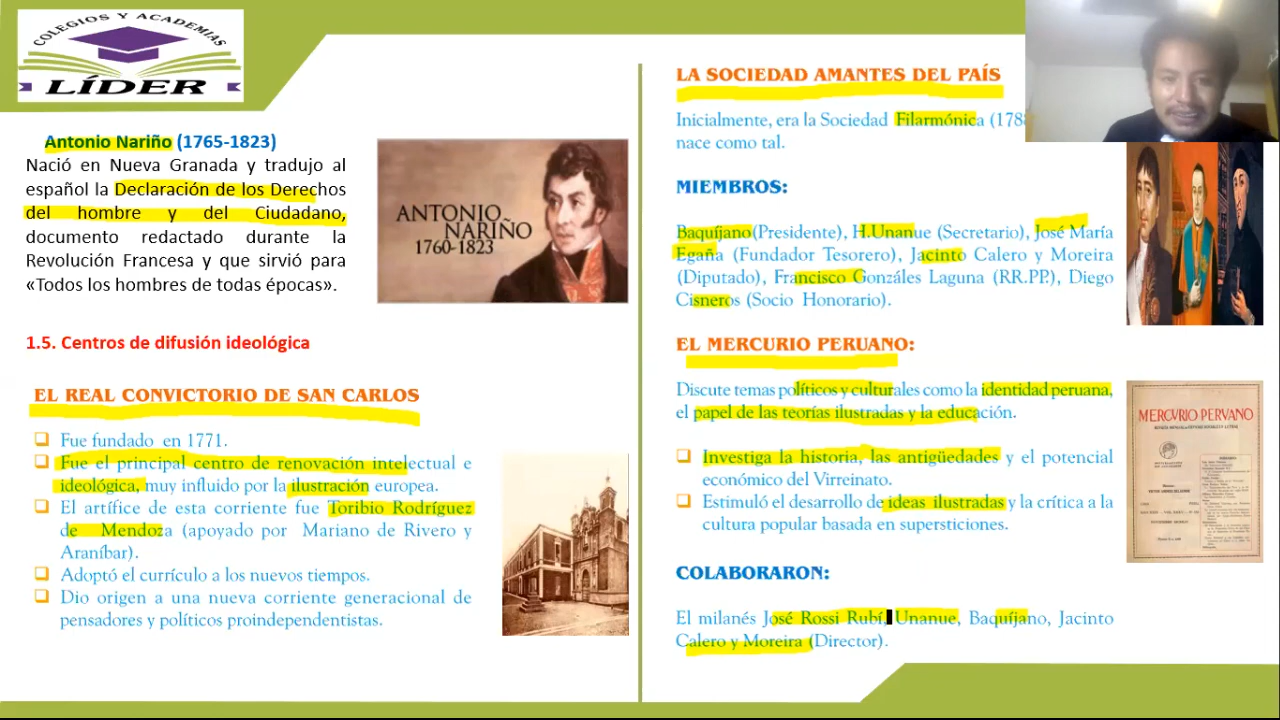 COLEGIOS Y ACADEMIAS
LÍDER
Antonio Nariño (1765-1823)
Nació en Nueva Granada y tradujo al
español la Declaración de los Derechos
del hombre y del Ciudadano,
documento redactado durante la
Revolución Francesa y que sirvió para
«Todos los hombres de todas épocas».
ANTONIO
NARIÑO
1760-1823
1.5. Centros de difusión ideológica
EL REAL CONVICTORIO DE SAN CARLOS
Fue fundado en 1771.
Fue el principal centro de renovación intelectual e
ideológica, muy influido por la ilustración europea.
El artífice de esta corriente fue Toribio Rodríguez
de Mendoza (apoyado por Mariano de Rivero y
Araníbar).
Adoptó el currículo a los nuevos tiempos.
Dio origen a una nueva corriente generacional de
pensadores y políticos proindependentistas.
LA SOCIEDAD AMANTES DEL PAÍS
Inicialmente, era la Sociedad Filarmónica (178
nace como tal.
MIEMBROS:
Baquíjano (Presidente), H.Unanue (Secretario), José María
Egaña (Fundador Tesorero), Jacinto Calero y Moreira
(Diputado), Francisco Gonzáles Laguna (RR.PP.), Diego
Cisneros (Socio Honorario).
EL MERCURIO PERUANO:
Discute temas políticos y culturales como la identidad peruana,
el papel de las teorías ilustradas y la educación.
Investiga la historia, las antigüedades y el potencial
económico del Virreinato.
Estimuló el desarrollo de ideas ilustradas y la crítica a la
cultura popular basada en supersticiones.
MERCVRIO PERVANO
COLABORARON:
El milanés José Rossi Rubí, Unanue, Baquíjano, Jacinto
Calero y Moreira (Director).